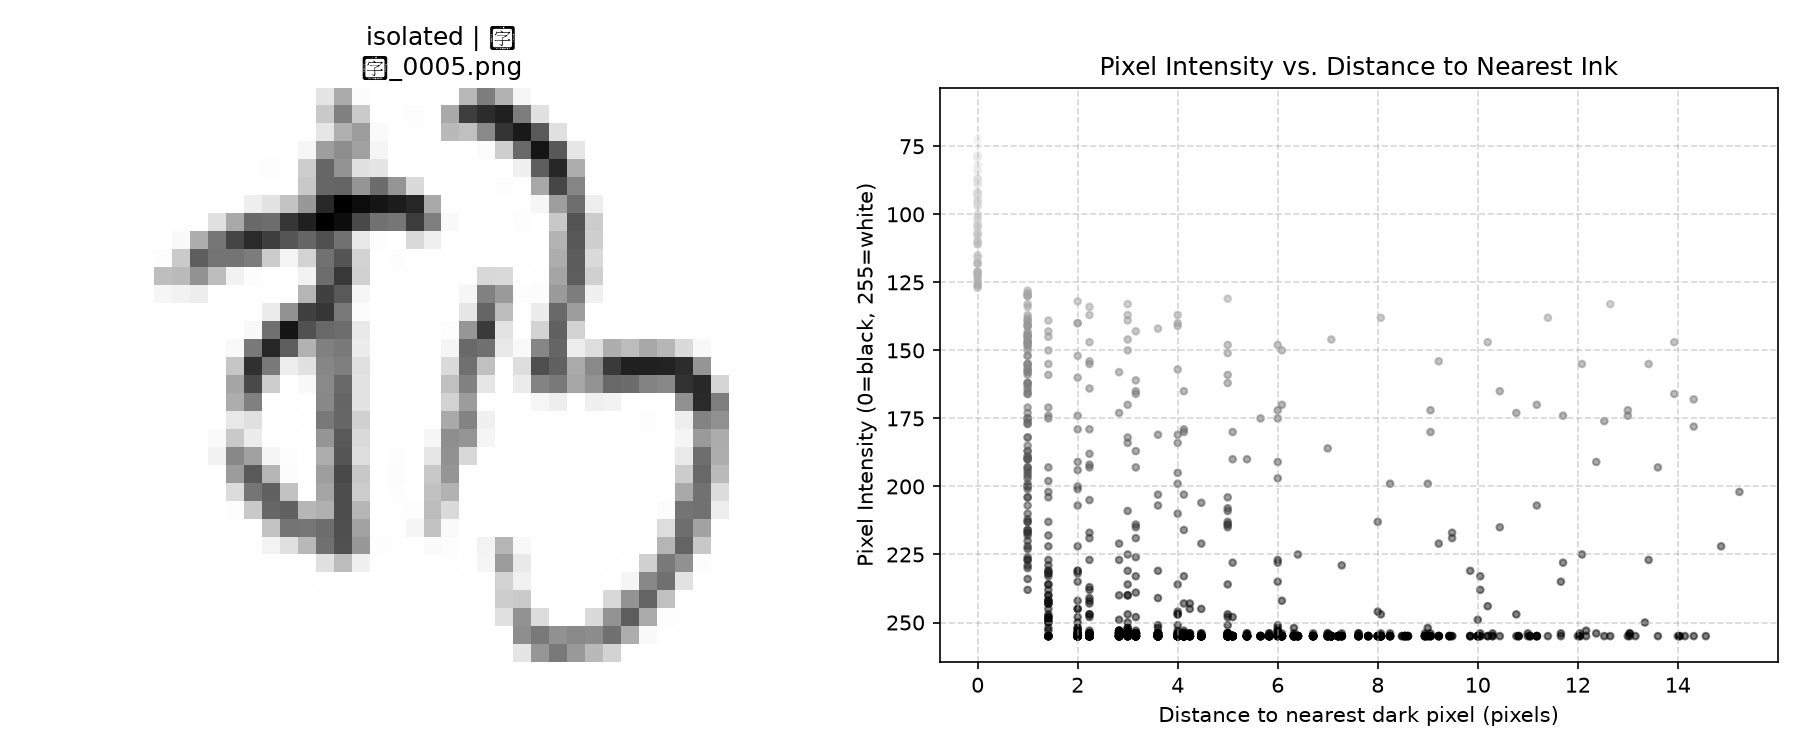 isolated |
_0005.png
扔
Pixel Intensity vs. Distance to Nearest Ink
Pixel Intensity (0=black, 255=white)
75
100
125
150
175
200
225
250
0 2 4 6 8 10 12 14
Distance to nearest dark pixel (pixels)